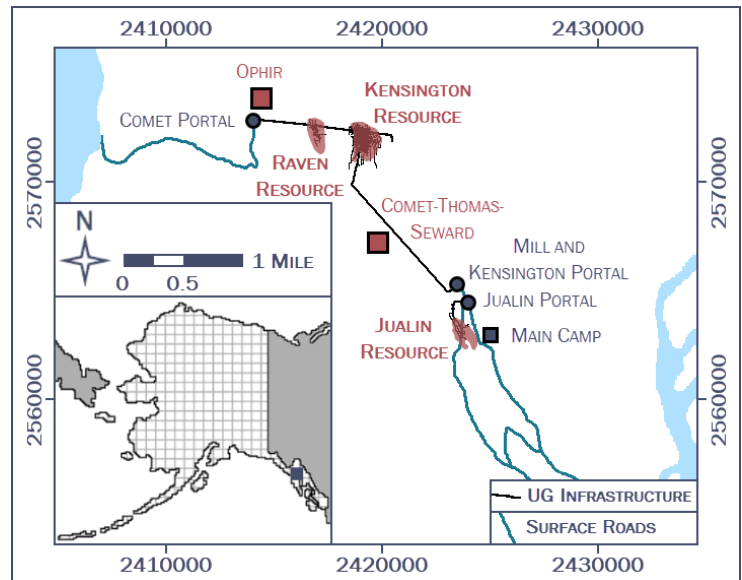 2410000 2420000 2430000
OPHIR
COMET PORTAL
KENSINGTON
RESOURCE
RAVEN
RESOURCE
2570000
2570000
COMET-THOMAS-
SEWARD
N
1 MILE
0 0.5
MILL AND
KENSINGTON PORTAL
JUALIN PORTAL
JUALIN
RESOURCE
MAIN CAMP
2560000
2560000
UG INFRASTRUCTURE
SURFACE ROADS
2410000 2420000 2430000